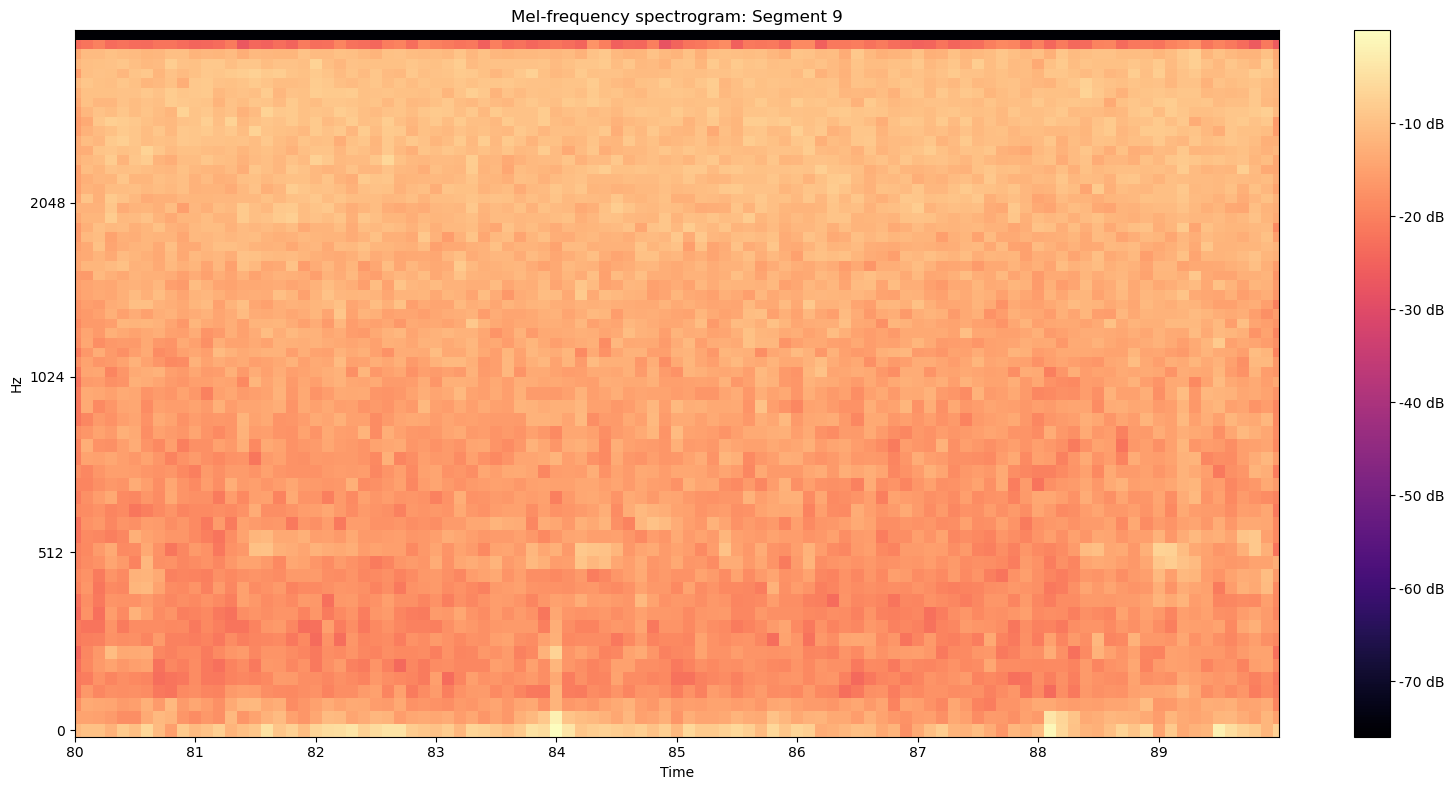 Mel-frequency spectrogram: Segment 9
Hz
2048
1024
512
0
80 81 82 83 84 85 86 87 88 89
Time
-10 dB
-20 dB
-30 dB
-40 dB
-50 dB
-60 dB
-70 dB